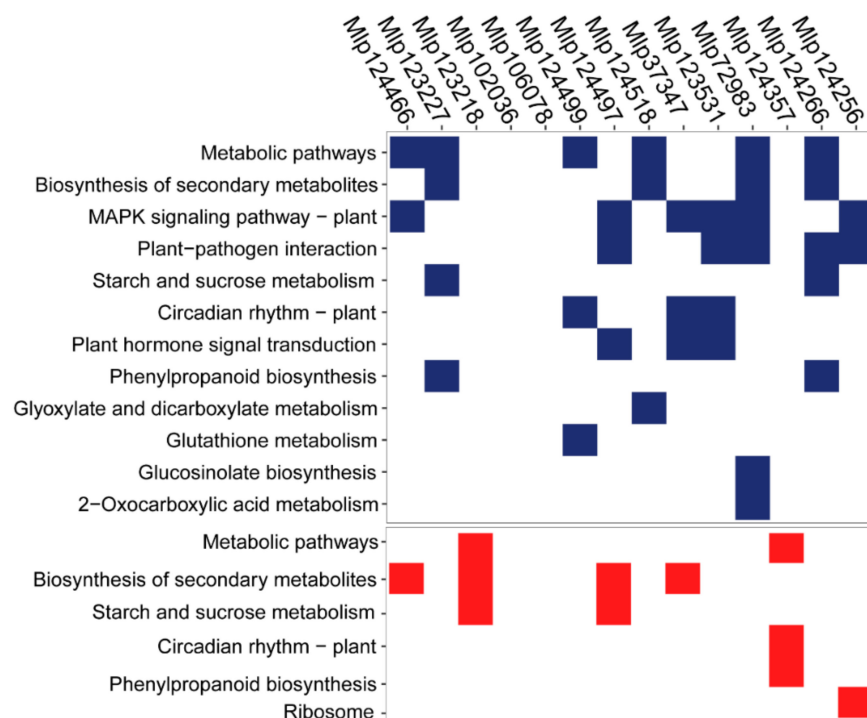 Mlp124466
Mlp123227
Mlp123218
Mlp102036
Mlp106078
Mlp124499
Mlp124497
Mlp124518
Mlp37347
Mlp123531
Mlp72983
Mlp124357
Mlp124266
Mlp124256
Metabolic pathways
Biosynthesis of secondary metabolites
MAPK signaling pathway − plant
Plant−pathogen interaction
Starch and sucrose metabolism
Circadian rhythm − plant
Plant hormone signal transduction
Phenylpropanoid biosynthesis
Glyoxylate and dicarboxylate metabolism
Glutathione metabolism
Glucosinolate biosynthesis
2−Oxocarboxylic acid metabolism
Metabolic pathways
Biosynthesis of secondary metabolites
Starch and sucrose metabolism
Circadian rhythm − plant
Phenylpropanoid biosynthesis
Ribosome